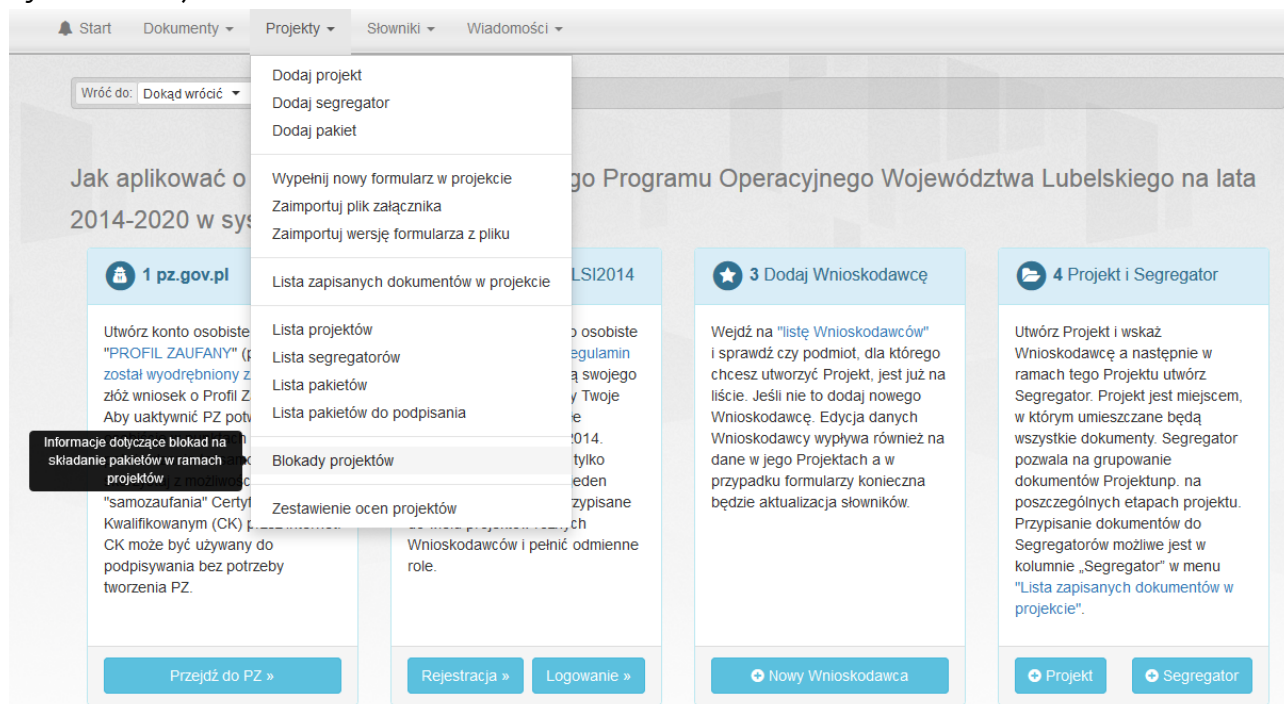 Start Dokumenty Projekty Słowniki Wiadomości
Wróć do: Dokąd wrócić
Dodaj projekt
Dodaj segregator
Dodaj pakiet
Wypełnij nowy formularz w projekcie
Zaimportuj plik załącznika
Zaimportuj wersję formularza z pliku
Lista zapisanych dokumentów w projekcie
Lista projektów
Lista segregatorów
Lista pakietów
Lista pakietów do podpisania
Blokady projektów
Zestawienie ocen projektów
Informacje dotyczące blokad na
składanie pakietów w ramach
projektów
Jak aplikować o go Programu Operacyjnego Województwa Lubelskiego na lata
2014-2020 w
1 pz.gov.pl
Utwórz konto osobiste
"PROFIL ZAUFANY"
został wyodrębniony
złóż wniosek o Profil
Aby uaktywnić PZ
"samozaufania"
Kwalifikowanym (CK)
CK może być używany do
podpisywania bez potrzeby
tworzenia PZ.
Przejdź do PZ »
LSI2014
osobiste
swojego
Twoje
tylko
Wnioskodawców i pełnić odmienne
role.
Rejestracja » Logowanie »
3 Dodaj Wnioskodawcę
Wejdź na "listę Wnioskodawców"
i sprawdź czy podmiot, dla którego
chcesz utworzyć Projekt, jest już na
liście. Jeśli nie to dodaj nowego
Wnioskodawcę. Edycja danych
Wnioskodawcy wypływa również na
dane w jego Projektach a w
przypadku formularzy konieczna
będzie aktualizacja słowników.
Nowy Wnioskodawca
4 Projekt i Segregator
Utwórz Projekt i wskaż
Wnioskodawcę a następnie w
ramach tego Projektu utwórz
Segregator. Projekt jest miejscem,
w którym umieszczane będą
wszystkie dokumenty. Segregator
pozwala na grupowanie
dokumentów Projektunp. na
poszczególnych etapach projektu.
Przypisanie dokumentów do
Segregatorów możliwe jest w
kolumnie „Segregator" w menu
"Lista zapisanych dokumentów w
projekcie".
Projekt Segregator